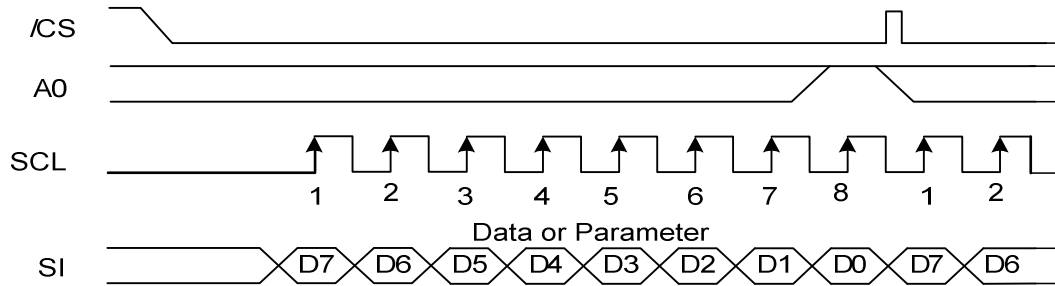 /CS
A0
SCL
1 2 3 4 5 6 7 8 1 2
Data or Parameter
SI D7 D6 D5 D4 D3 D2 D1 D0 D7 D6